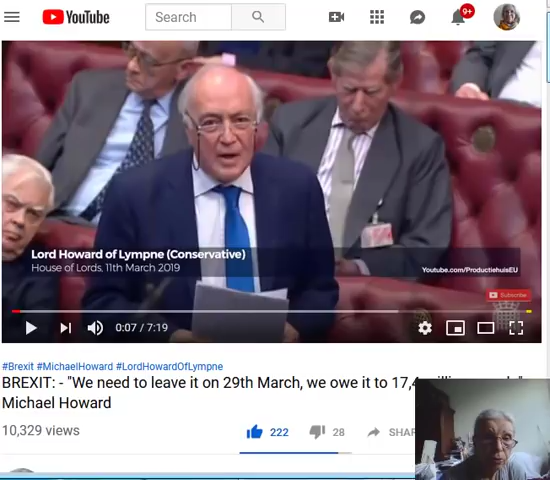 YouTube
Search
9+
Lord Howard of Lympne (Conservative)
House of Lords, 11th March 2019
Youtube.com/ProductiehuisEU
Subscribe
0:07 / 7:19
#Brexit #MichaelHoward #LordHowardOfLympne
BREXIT: - "We need to leave it on 29th March, we owe it to 17,4
Michael Howard
10,329 views
222
28